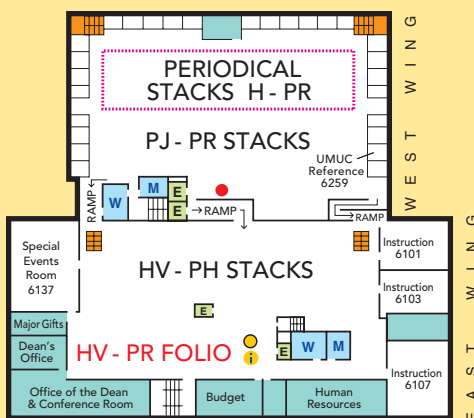 PERIODICAL
STACKS H - PR
PJ - PR STACKS
UMUC
Reference
6259
WEST WING
W
M
E
E
RAMP
RAMP
RAMP
Special
Events
Room
6137
HV - PH STACKS
Instruction
6101
Instruction
6103
E
Major Gifts
Dean's
Office
HV - PR FOLIO
i
E
W
M
Instruction
6107
Office of the Dean
& Conference Room
Budget
Human
Resources
AST WING